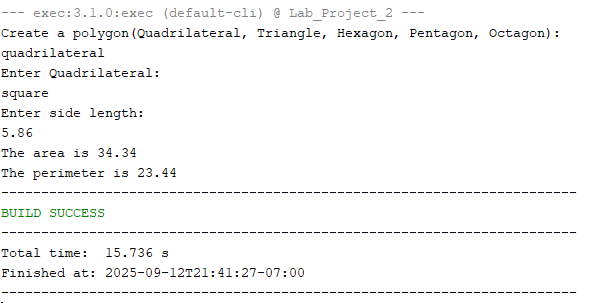 --- exec:3.1.0:exec (default-cli) @ Lab_Project_2 ---
Create a polygon(Quadrilateral, Triangle, Hexagon, Pentagon, Octagon):
quadrilateral
Enter Quadrilateral:
square
Enter side length:
5.86
The area is 34.34
The perimeter is 23.44
------------------------------------------------------------------------
BUILD SUCCESS
------------------------------------------------------------------------
Total time:  15.736 s
Finished at: 2025-09-12T21:41:27-07:00
------------------------------------------------------------------------